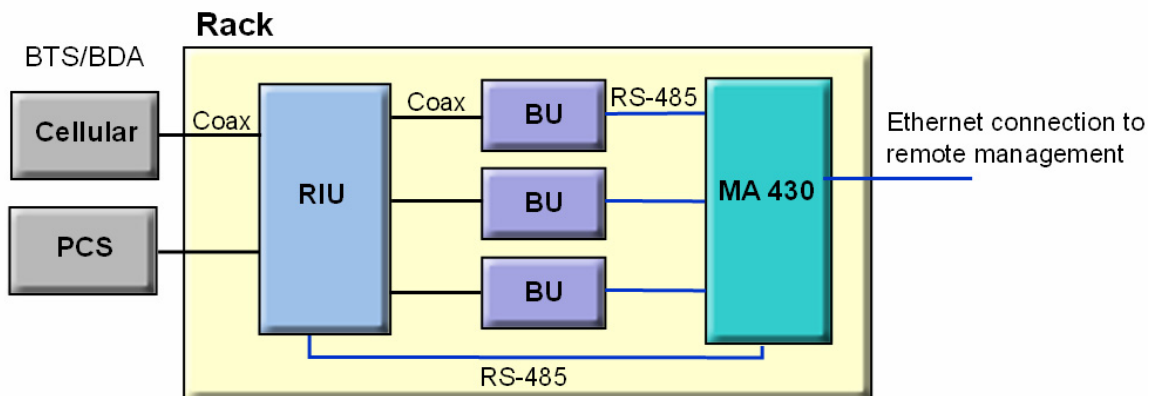 Rack
BTS/BDA
Cellular
Coax
RIU
Coax
BU
RS-485
MA 430
Ethernet connection to
remote management
BU
PCS
BU
RS-485